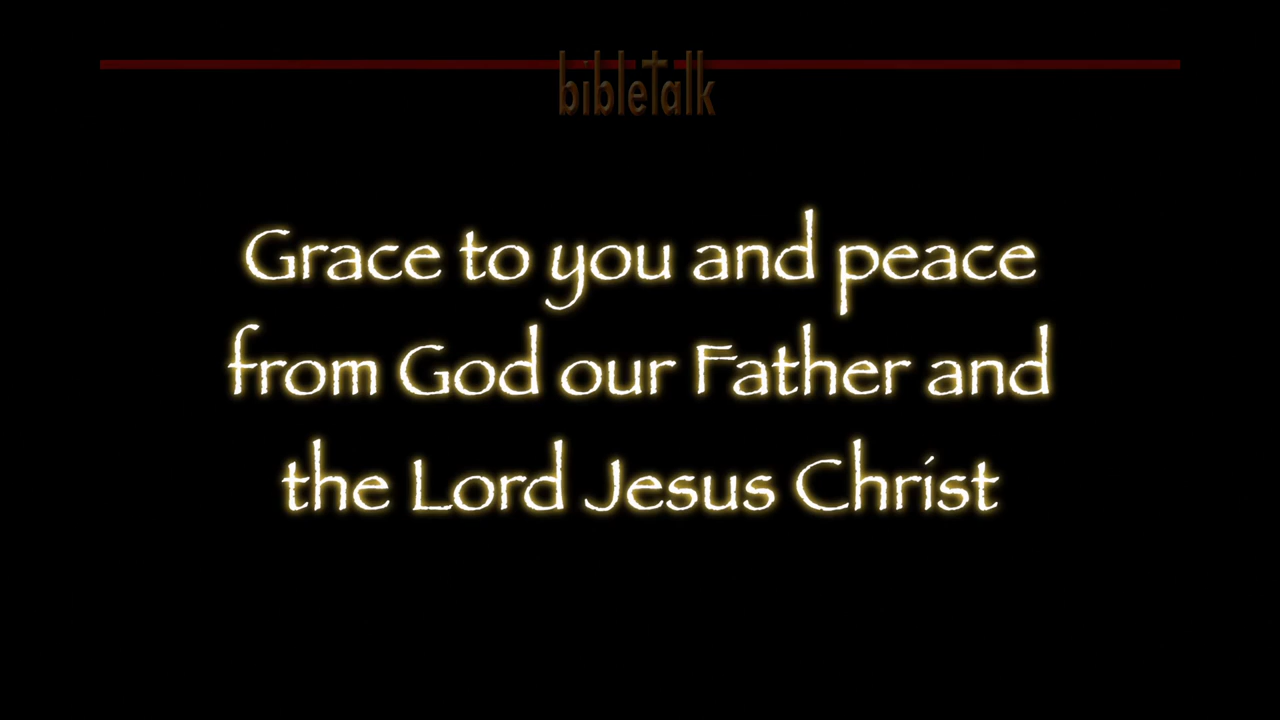 bibleTalk
Grace to you and peace
from God our Father and
the Lord Jesus Christ